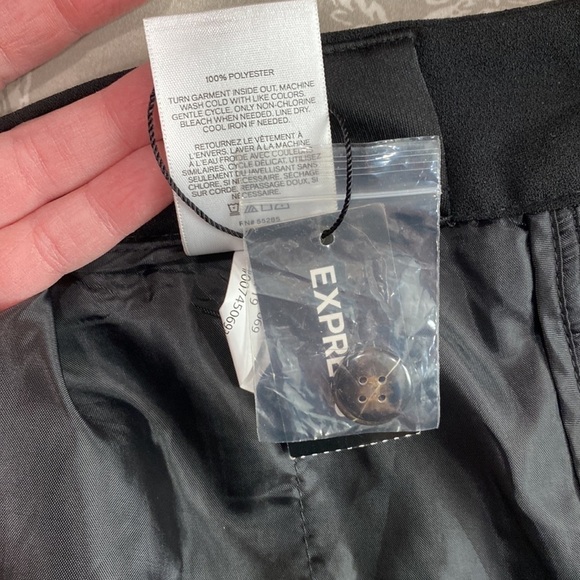 100% POLYESTER
TURN GARMENT INSIDE OUT, MACHINE
WASH COLD WITH LIKE COLORS,
GENTLE CYCLE, ONLY NON-CHLORINE
BLEACH WHEN NEEDED, LINE DRY,
COOL IRON IF NEEDED.
RETOURNEZ LE VÊTEMENT À
L'ENVERS. LAVER À LA MACHINE
À L'EAU FROIDE AVEC COULEURS
SIMILAIRES, CYCLE DÉLICAT, UTILISEZ
SEULEMENT DU JAVELLISANT SANS
CHLORE, SI NÉCESSAIRE, SÉCHAGE
SUR CORDE. REPASSAGE DOUX, SI
NÉCESSAIRE.
RN# 55285
EXPRE